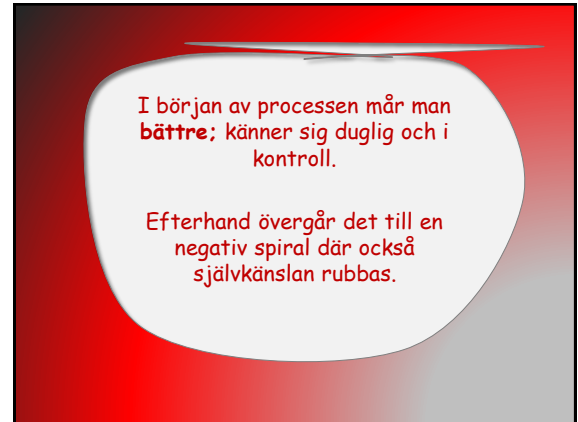 I början av processen mår man
bättre; känner sig duglig och i
kontroll.
Efterhand övergår det till en
negativ spiral där också
självkänslan rubbas.